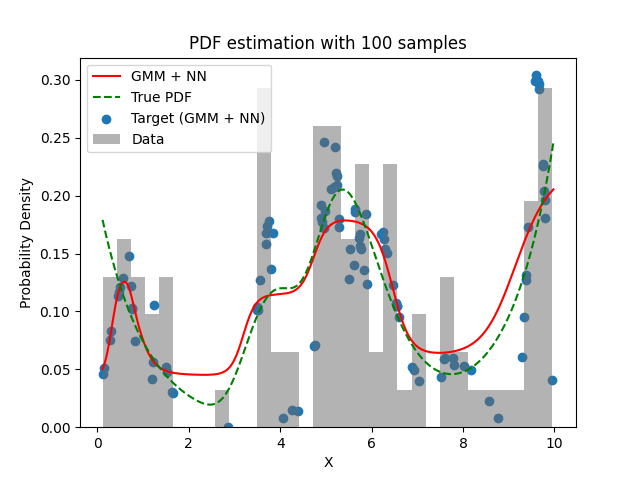 PDF estimation with 100 samples
GMM + NN
True PDF
Target (GMM + NN)
Data
Probability Density
0.30
0.25
0.20
0.15
0.10
0.05
0.00
0 2 4 6 8 10
X